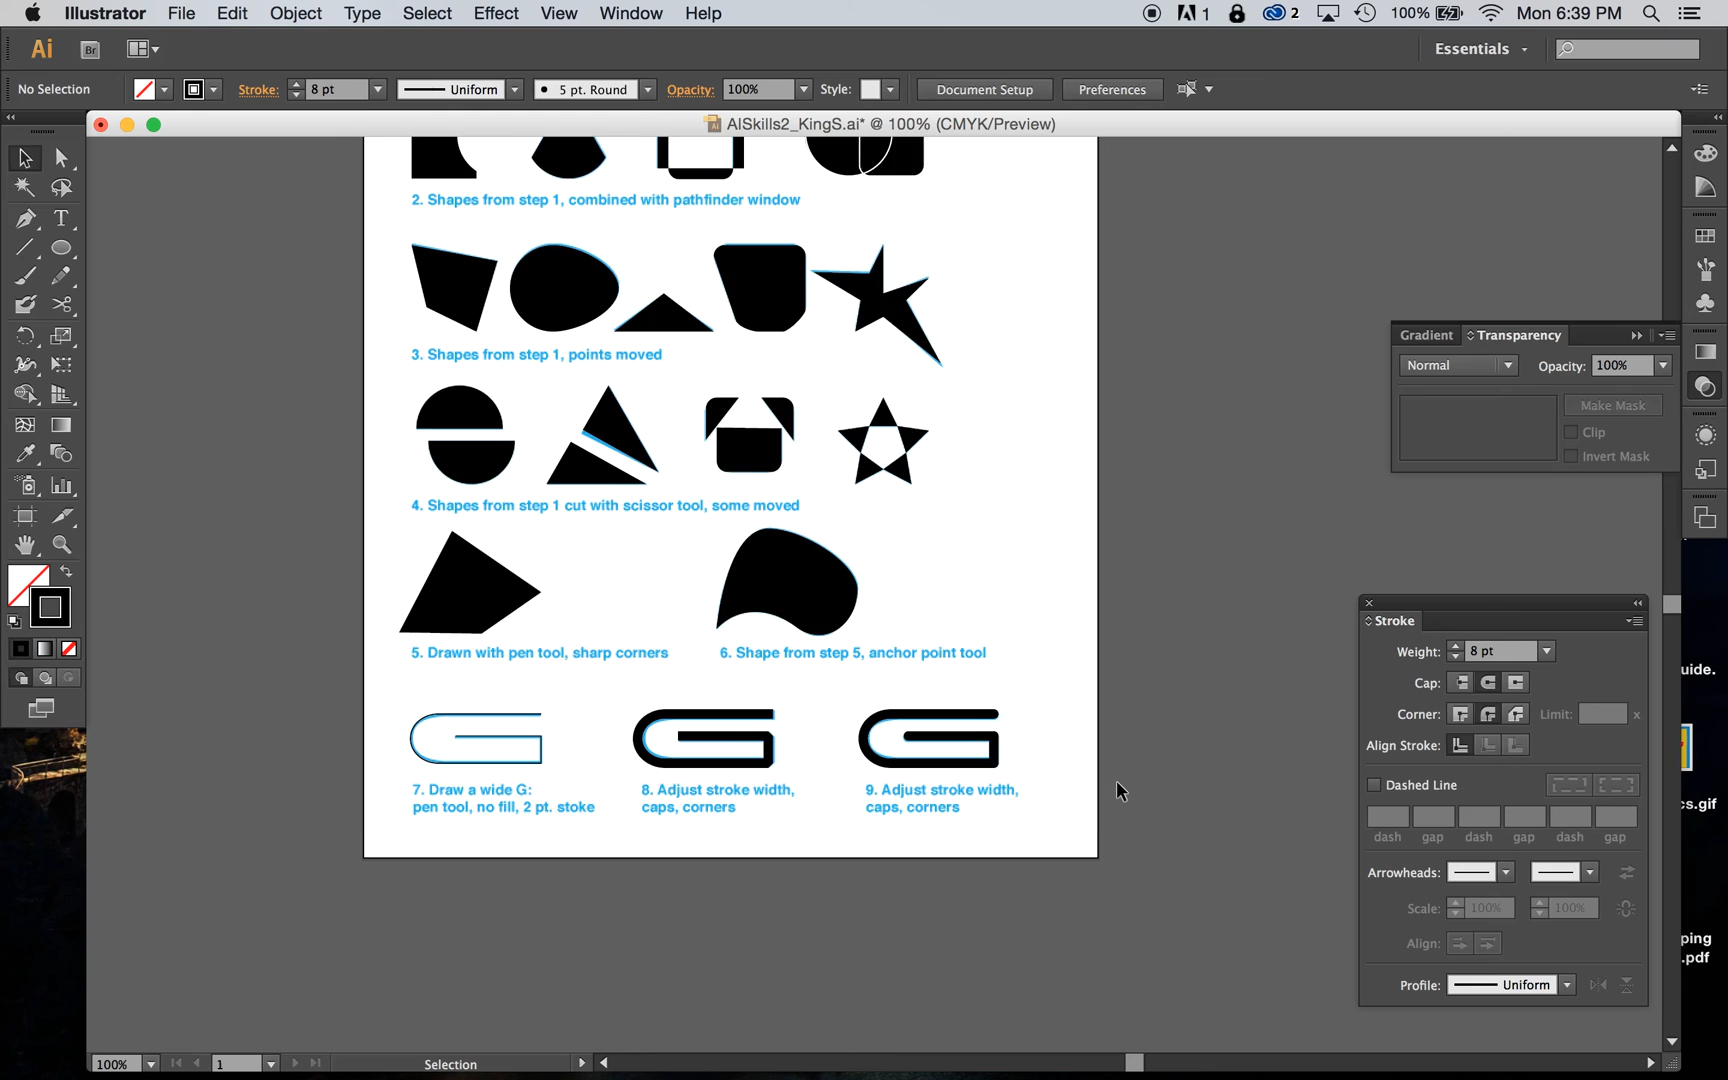 Illustrator File Edit Object Type Select Effect View Window Help
1 2 100% Mon 6:39 PM
Ai Br Essentials
No Selection Stroke: 8 pt Uniform 5 pt. Round Opacity: 100% Style: Document Setup Preferences
AISkills2_KingS.ai* @ 100% (CMYK/Preview)
2. Shapes from step 1, combined with pathfinder window
3. Shapes from step 1, points moved
4. Shapes from step 1 cut with scissor tool, some moved
5. Drawn with pen tool, sharp corners
6. Shape from step 5, anchor point tool
7. Draw a wide G:
pen tool, no fill, 2 pt. stoke
8. Adjust stroke width,
caps, corners
9. Adjust stroke width,
caps, corners
Gradient Transparency
Normal Opacity: 100%
Make Mask
Clip
Invert Mask
Stroke
Weight: 8 pt
Cap:
Corner: Limit: x
Align Stroke:
Dashed Line
dash gap dash gap dash gap
Arrowheads:
Scale: 100% 100%
Align:
Profile: Uniform
uide.
cs.gif
ping
.pdf
100% 1 Selection